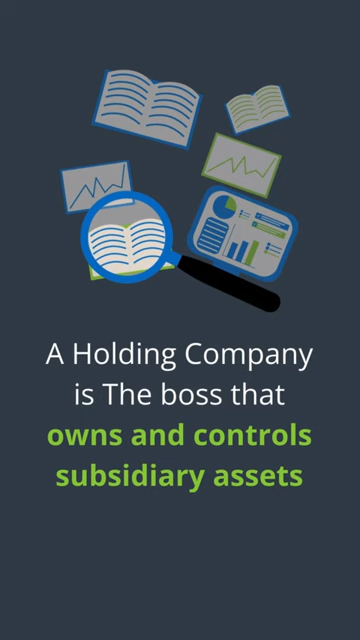 A Holding Company
is The boss that
owns and controls
subsidiary assets